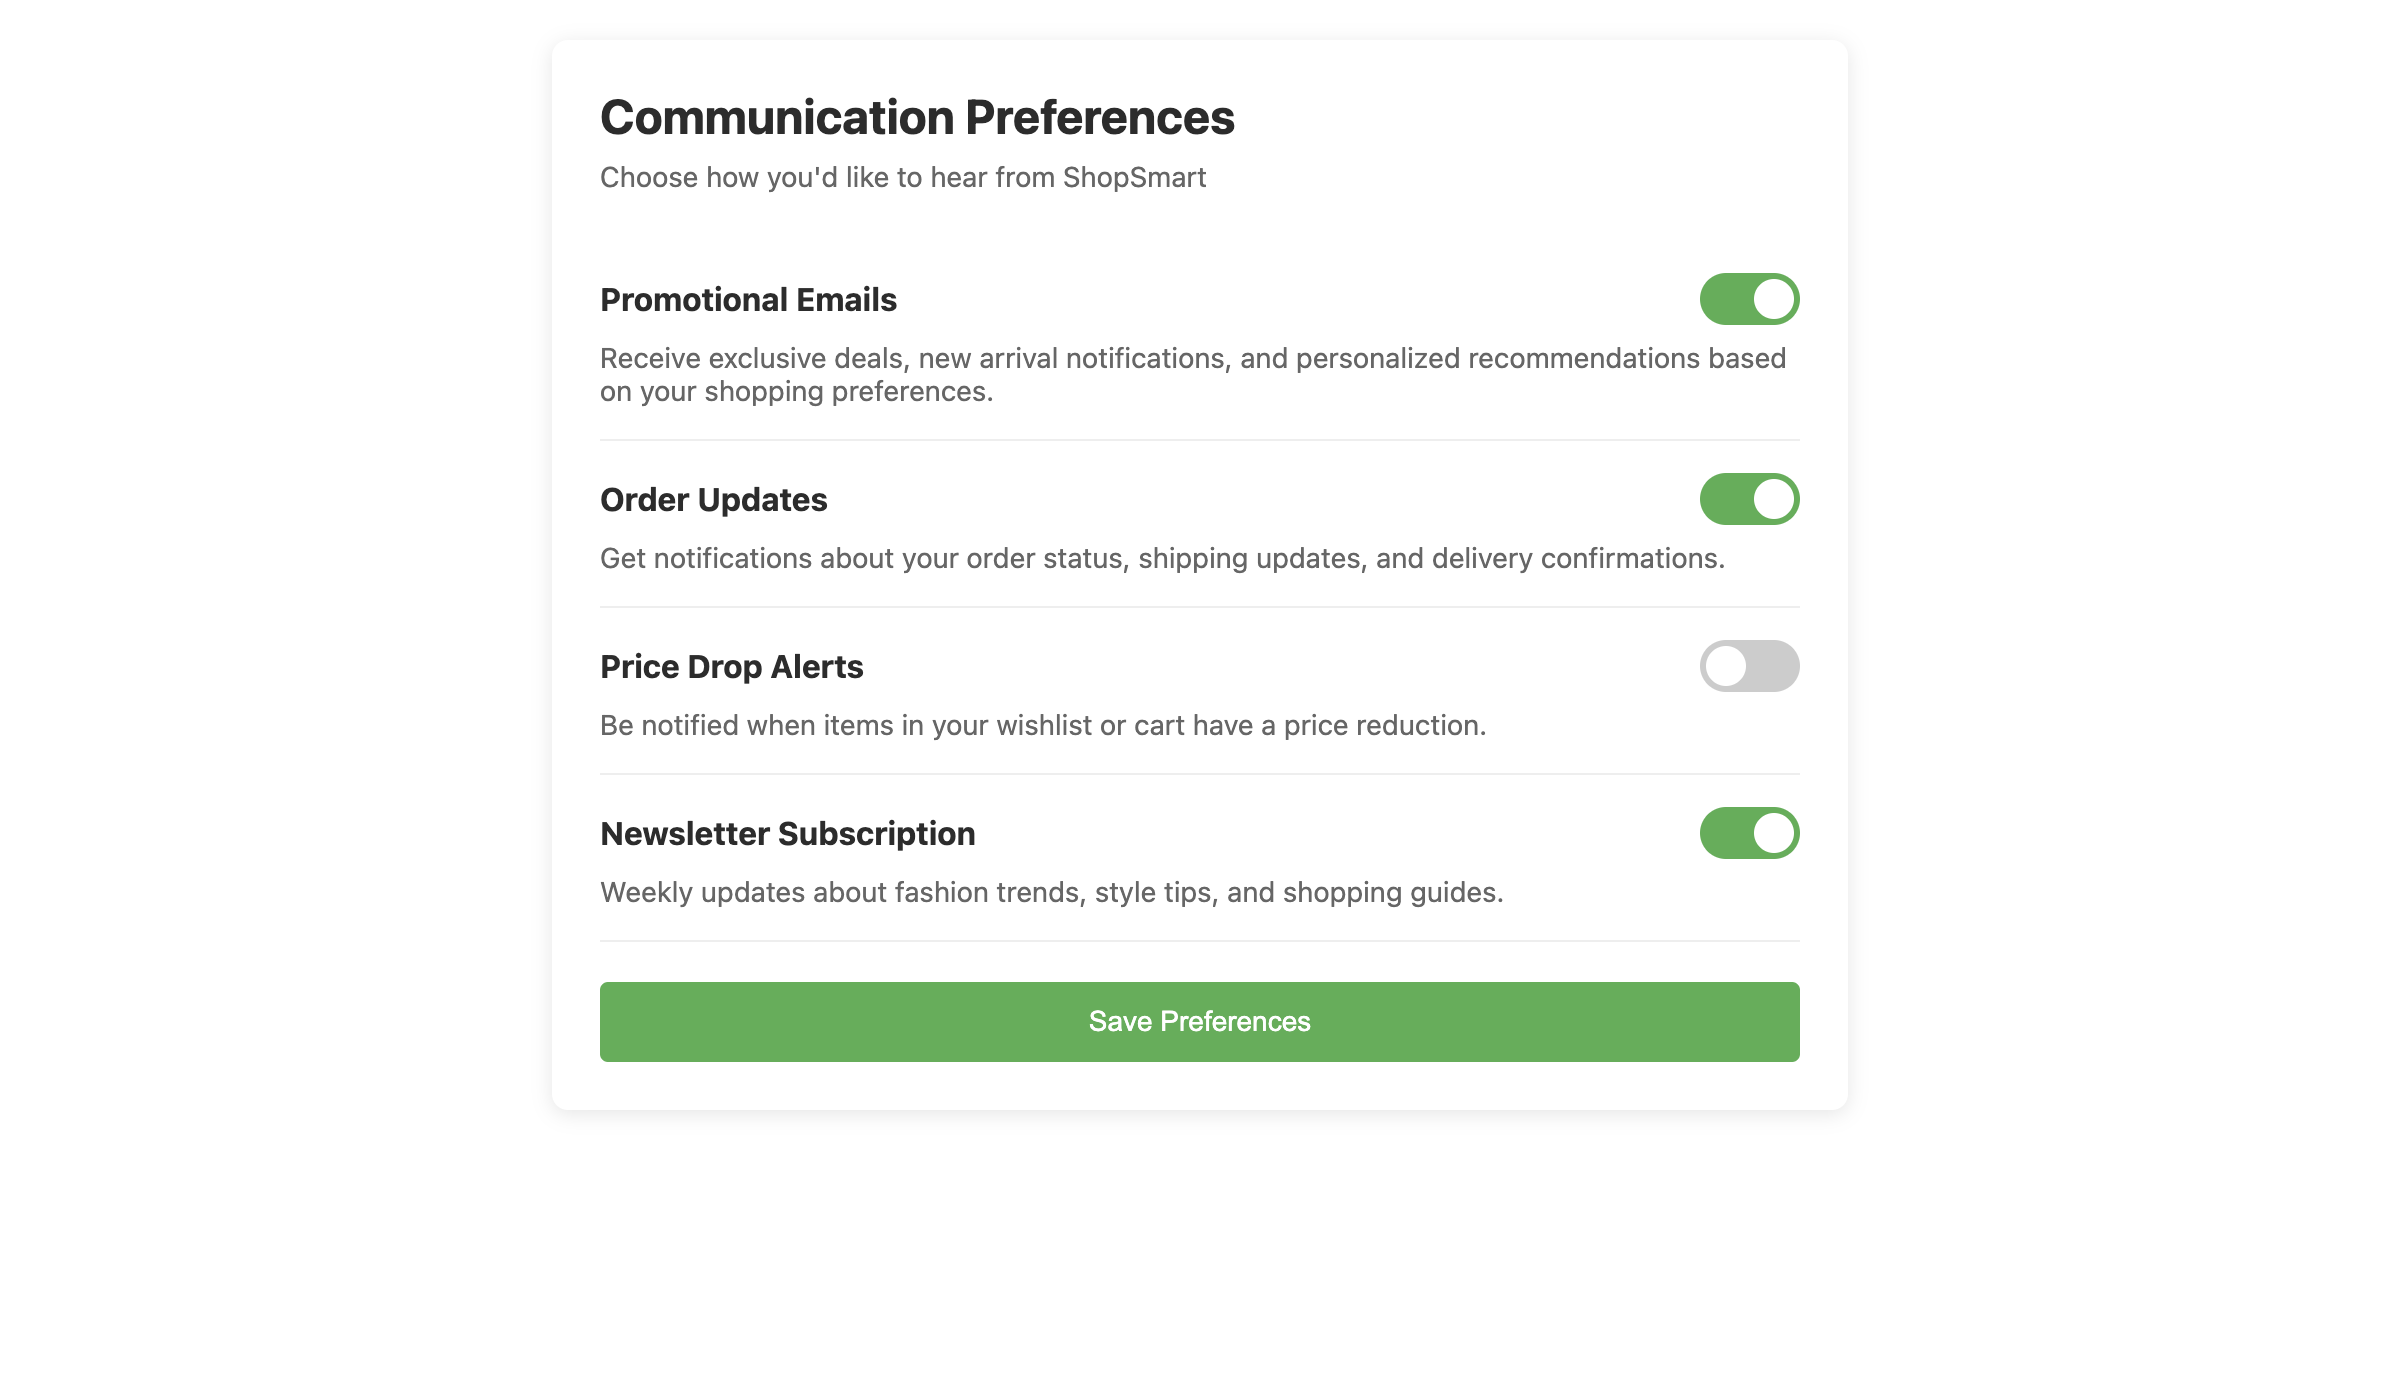 Communication Preferences
Choose how you'd like to hear from ShopSmart
Promotional Emails
Receive exclusive deals, new arrival notifications, and personalized recommendations based
on your shopping preferences.
Order Updates
Get notifications about your order status, shipping updates, and delivery confirmations.
Price Drop Alerts
Be notified when items in your wishlist or cart have a price reduction.
Newsletter Subscription
Weekly updates about fashion trends, style tips, and shopping guides.
Save Preferences